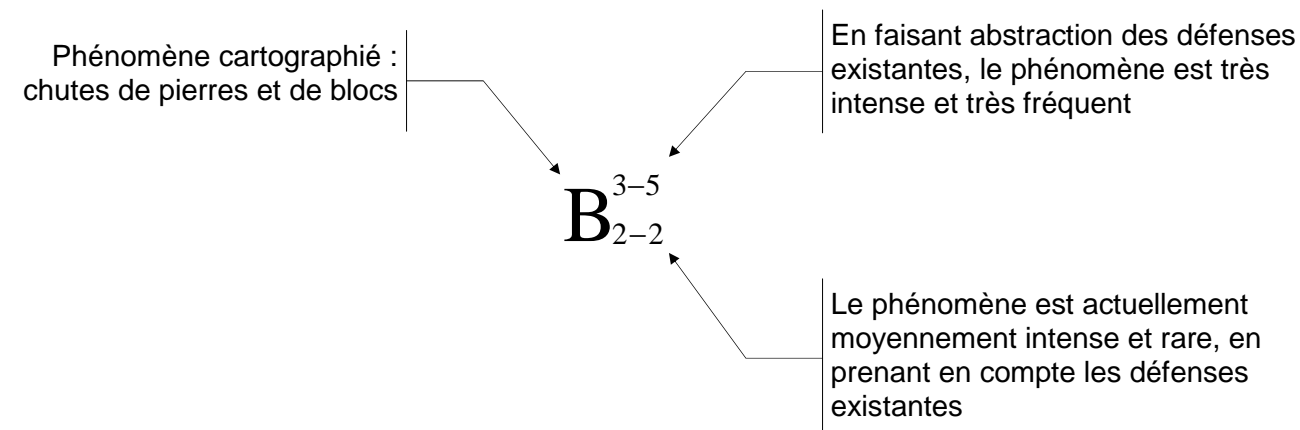 Phénomène cartographié :
chutes de pierres et de blocs
En faisant abstraction des défenses
existantes, le phénomène est très
intense et très fréquent
B 3–5
2–2
Le phénomène est actuellement
moyennement intense et rare, en
prenant en compte les défenses
existantes